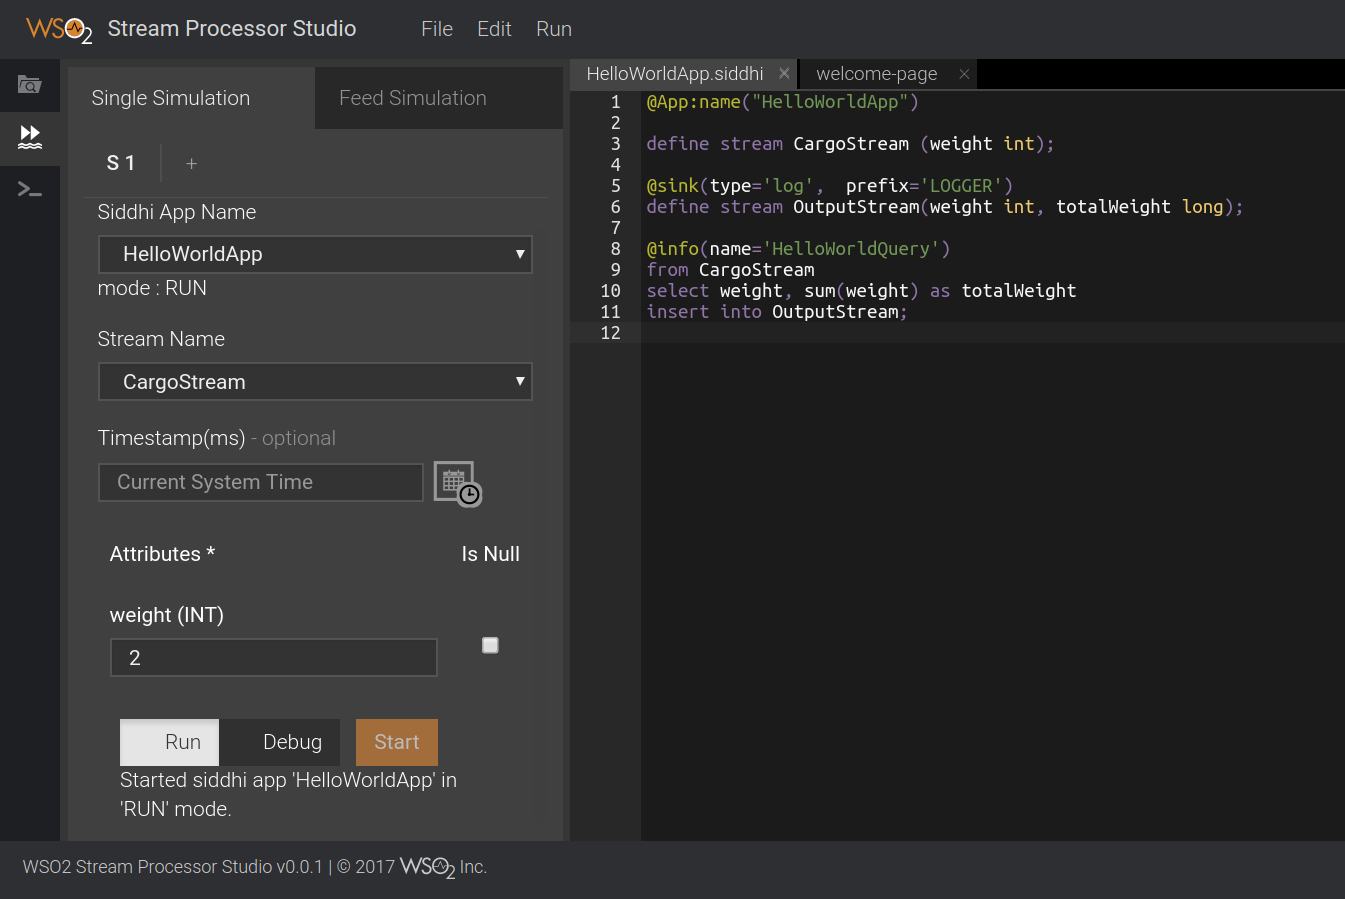 WSO2 Stream Processor Studio File Edit Run
Single Simulation Feed Simulation
S 1 +
Siddhi App Name
HelloWorldApp
mode : RUN
Stream Name
CargoStream
Timestamp(ms) - optional
Current System Time
Attributes * Is Null
weight (INT)
2
Run Debug Start
Started siddhi app 'HelloWorldApp' in
'RUN' mode.
HelloWorldApp.siddhi × welcome-page ×
1 @App:name("HelloWorldApp")
2
3 define stream CargoStream (weight int);
4
5 @sink(type='log',  prefix='LOGGER')
6 define stream OutputStream(weight int, totalWeight long);
7
8 @info(name='HelloWorldQuery')
9 from CargoStream
10 select weight, sum(weight) as totalWeight
11 insert into OutputStream;
12
WSO2 Stream Processor Studio v0.0.1 | © 2017 WSO2 Inc.